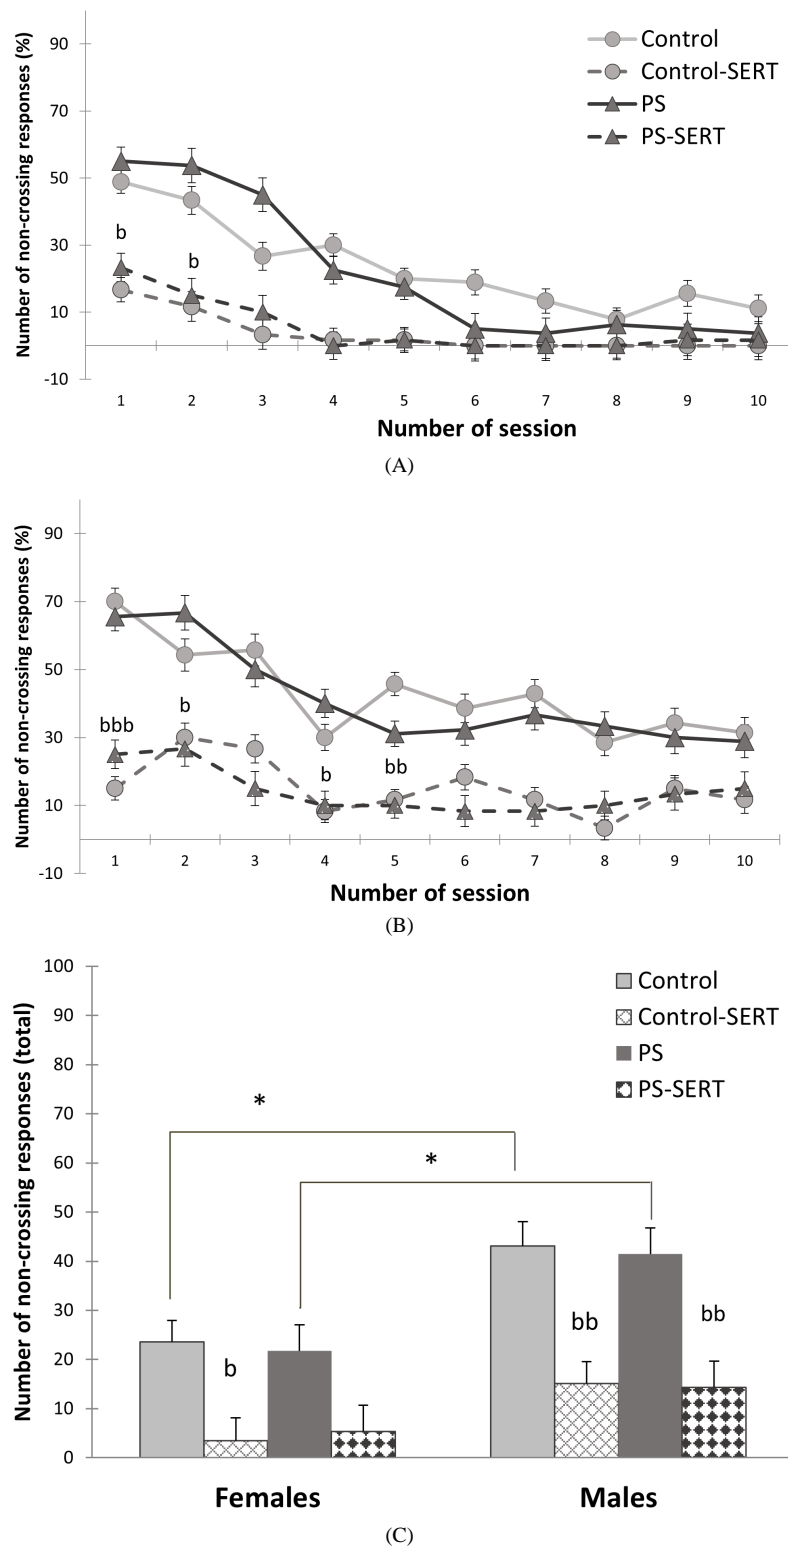 Number of non-crossing responses (%)
90
70
50
30
10
-10
Control
Control-SERT
PS
PS-SERT
b
b
1 2 3 4 5 6 7 8 9 10
Number of session
(A)
Number of non-crossing responses (%)
90
70
50
30
10
-10
bbb
b
b
bb
1 2 3 4 5 6 7 8 9 10
Number of session
(B)
Number of non-crossing responses (total)
100
90
80
70
60
50
40
30
20
10
0
Control
Control-SERT
PS
PS-SERT
*
*
b
bb
bb
Females Males
(C)